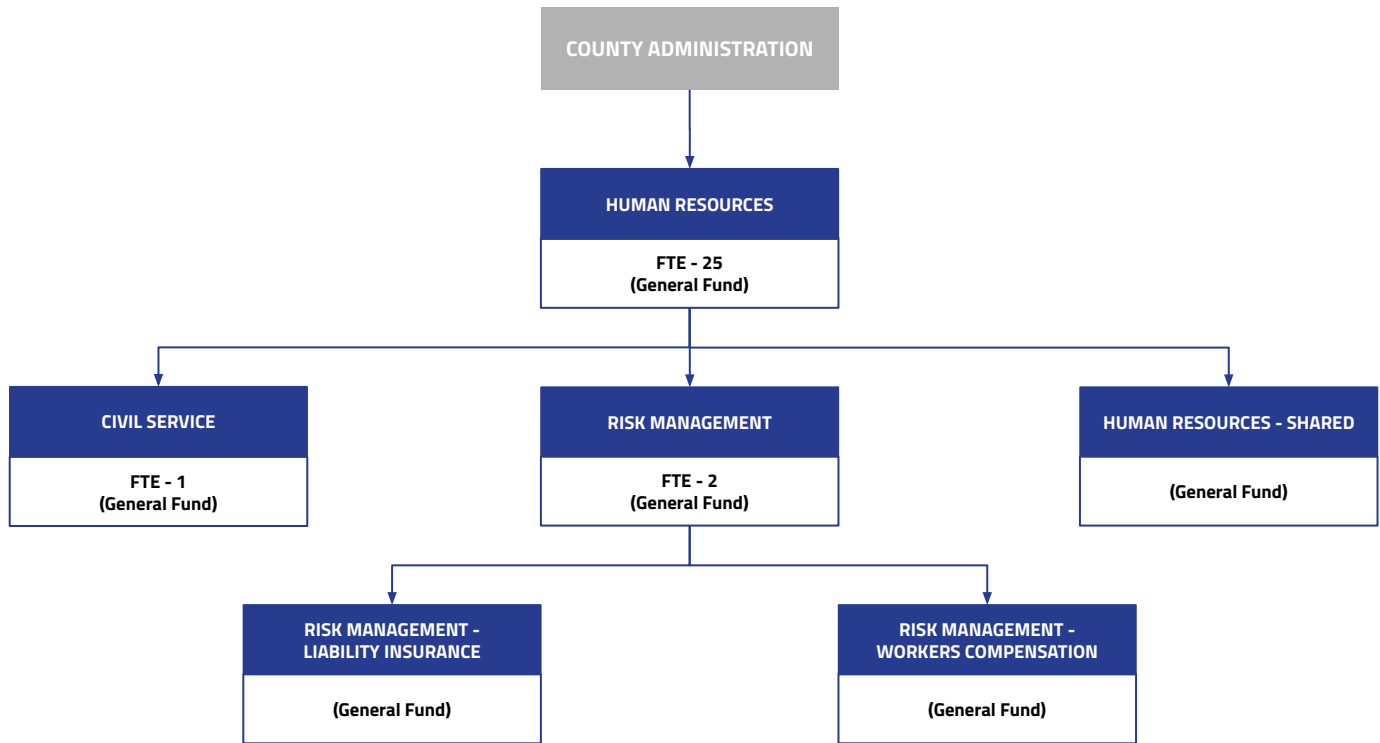 COUNTY ADMINISTRATION
HUMAN RESOURCES
FTE - 25
(General Fund)
CIVIL SERVICE
FTE - 1
(General Fund)
RISK MANAGEMENT
FTE - 2
(General Fund)
HUMAN RESOURCES - SHARED
(General Fund)
RISK MANAGEMENT -
LIABILITY INSURANCE
(General Fund)
RISK MANAGEMENT -
WORKERS COMPENSATION
(General Fund)